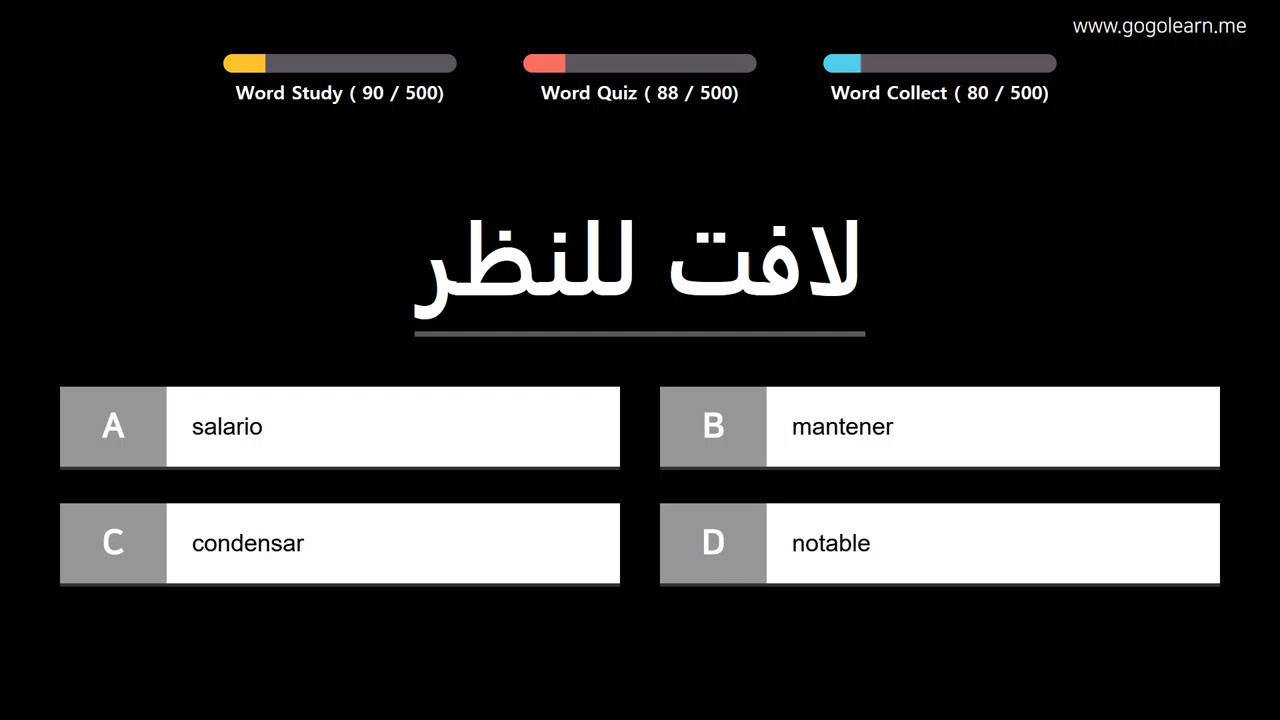 www.gogolearn.me
Word Study ( 90 / 500)
Word Quiz ( 88 / 500)
Word Collect ( 80 / 500)
لافت للنظر
A salario
B mantener
C condensar
D notable